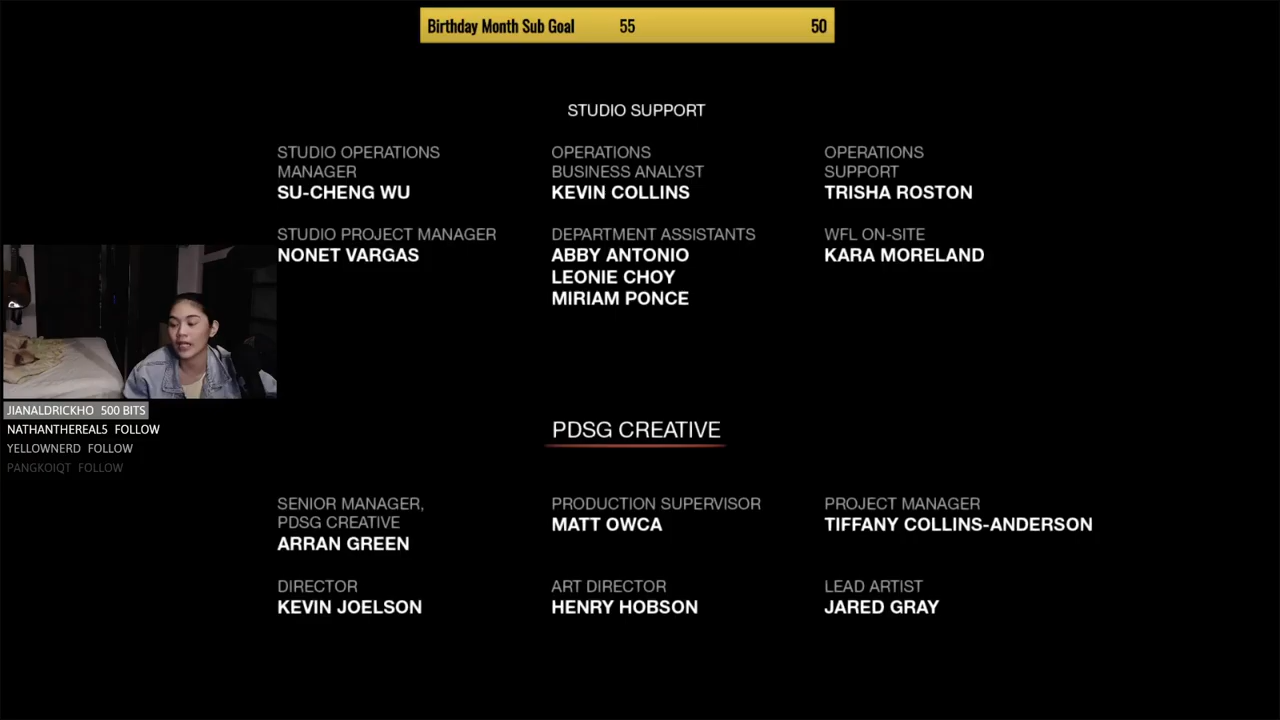 Birthday Month Sub Goal 55 50
STUDIO SUPPORT
STUDIO OPERATIONS
MANAGER
SU-CHENG WU
OPERATIONS
BUSINESS ANALYST
KEVIN COLLINS
OPERATIONS
SUPPORT
TRISHA ROSTON
STUDIO PROJECT MANAGER
NONET VARGAS
DEPARTMENT ASSISTANTS
ABBY ANTONIO
LEONIE CHOY
MIRIAM PONCE
WFL ON-SITE
KARA MORELAND
JIANALDRICKHO 500 BITS
NATHANTHEREAL5 FOLLOW
YELLOWNERD FOLLOW
PANGKOIQT FOLLOW
PDSG CREATIVE
SENIOR MANAGER,
PDSG CREATIVE
ARRAN GREEN
PRODUCTION SUPERVISOR
MATT OWCA
PROJECT MANAGER
TIFFANY COLLINS-ANDERSON
DIRECTOR
KEVIN JOELSON
ART DIRECTOR
HENRY HOBSON
LEAD ARTIST
JARED GRAY